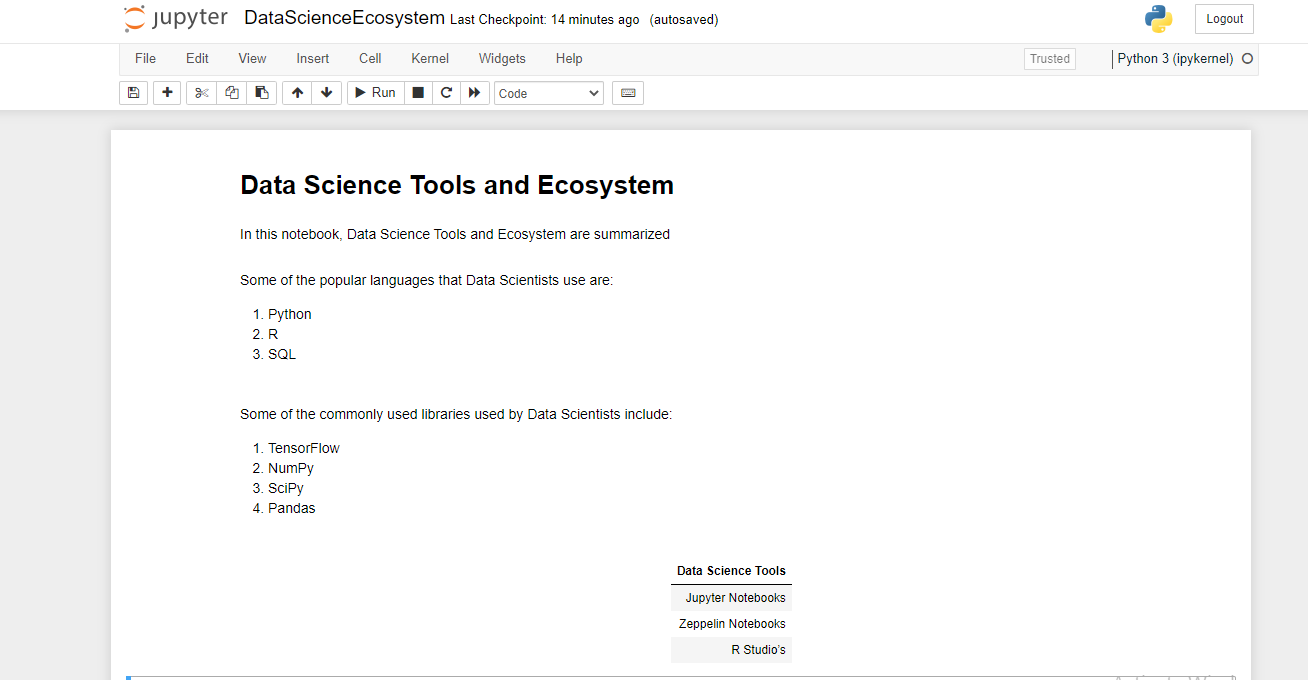 jupyter DataScienceEcosystem Last Checkpoint: 14 minutes ago (autosaved)
Logout
File Edit View Insert Cell Kernel Widgets Help
Trusted
Python 3 (ipykernel)
Run
Code
Data Science Tools and Ecosystem
In this notebook, Data Science Tools and Ecosystem are summarized
Some of the popular languages that Data Scientists use are:
1. Python
2. R
3. SQL
Some of the commonly used libraries used by Data Scientists include:
1. TensorFlow
2. NumPy
3. SciPy
4. Pandas
Data Science Tools
Jupyter Notebooks
Zeppelin Notebooks
R Studio's